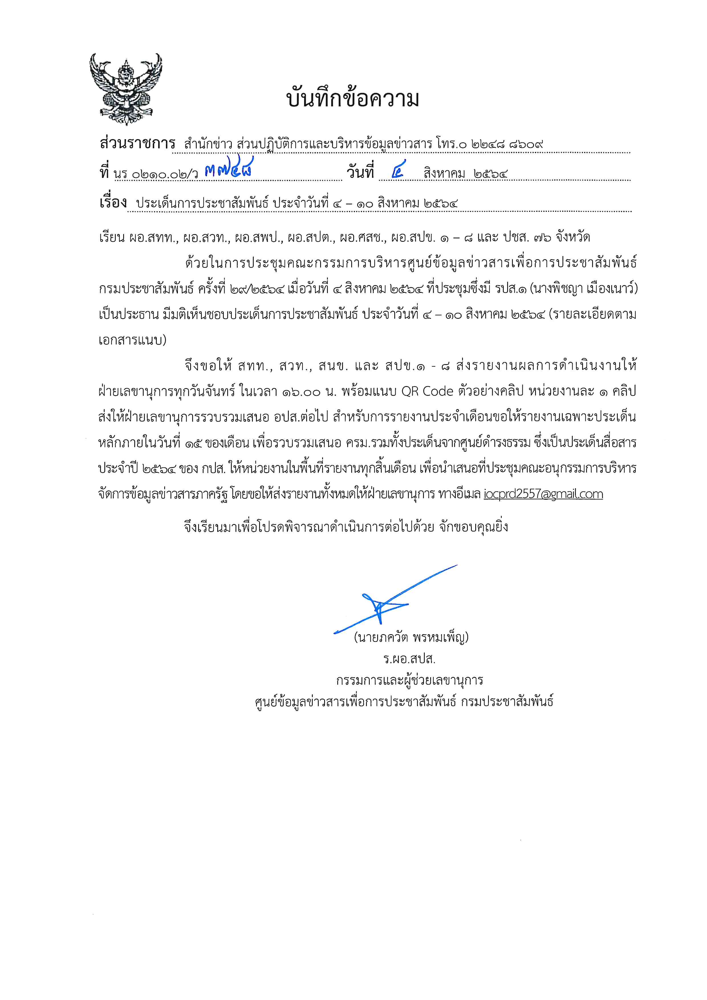 บันทึกข้อความ
ส่วนราชการ สำนักข่าว ส่วนปฏิบัติการและบริหารข้อมูลข่าวสาร โทร.๐ ๒๒๔๘ ๘๖๐๙
ที่ นร ๐๒๑๐.๐๒/ว ๓๗๔๘ วันที่ ๔ สิงหาคม ๒๕๖๔
เรื่อง ประเด็นการประชาสัมพันธ์ ประจำวันที่ ๔ – ๑๐ สิงหาคม ๒๕๖๔
เรียน ผอ.สทท., ผอ.สวท., ผอ.สพป., ผอ.สปต., ผอ.ศสช., ผอ.สปข. ๑ – ๘ และ ปชส. ๗๖ จังหวัด
ด้วยในการประชุมคณะกรรมการบริหารศูนย์ข้อมูลข่าวสารเพื่อการประชาสัมพันธ์
กรมประชาสัมพันธ์ ครั้งที่ ๒๙/๒๕๖๔ เมื่อวันที่ ๔ สิงหาคม ๒๕๖๔ ที่ประชุมซึ่งมี รปส.๑ (นางพิชญา เมืองเนาว์)
เป็นประธาน มีมติเห็นชอบประเด็นการประชาสัมพันธ์ ประจำวันที่ ๔ – ๑๐ สิงหาคม ๒๕๖๔ (รายละเอียดตาม
เอกสารแนบ)
จึงขอให้ สทท., สวท., สนข. และ สปข.๑ - ๘ ส่งรายงานผลการดำเนินงานให้
ฝ่ายเลขานุการทุกวันจันทร์ ในเวลา ๑๖.๐๐ น. พร้อมแนบ QR Code ตัวอย่างคลิป หน่วยงานละ ๑ คลิป
ส่งให้ฝ่ายเลขานุการรวบรวมเสนอ อปส.ต่อไป สำหรับการรายงานประจำเดือนขอให้รายงานเฉพาะประเด็น
หลักภายในวันที่ ๑๕ ของเดือน เพื่อรวบรวมเสนอ ครม.รวมทั้งประเด็นจากศูนย์ดำรงธรรม ซึ่งเป็นประเด็นสื่อสาร
ประจำปี ๒๕๖๔ ของ กปส. ให้หน่วยงานในพื้นที่รายงานทุกสิ้นเดือน เพื่อนำเสนอที่ประชุมคณะอนุกรรมการบริหาร
จัดการข้อมูลข่าวสารภาครัฐ โดยขอให้ส่งรายงานทั้งหมดให้ฝ่ายเลขานุการ ทางอีเมล iocprd2557@gmail.com
จึงเรียนมาเพื่อโปรดพิจารณาดำเนินการต่อไปด้วย จักขอบคุณยิ่ง
(นายภควัต พรหมเพ็ญ)
ร.ผอ.สปส.
กรรมการและผู้ช่วยเลขานุการ
ศูนย์ข้อมูลข่าวสารเพื่อการประชาสัมพันธ์ กรมประชาสัมพันธ์